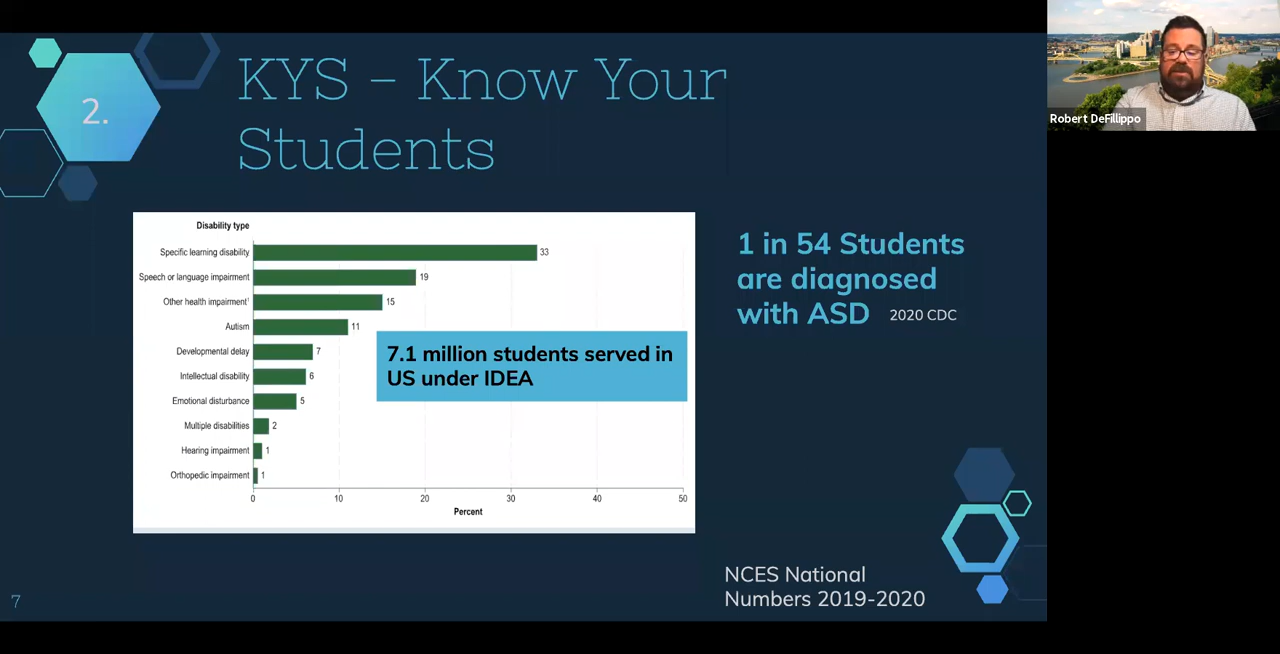 2.
KYS – Know Your
Students
Disability type
Specific learning disability 33
Speech or language impairment 19
Other health impairment¹ 15
Autism 11
Developmental delay 7
Intellectual disability 6
Emotional disturbance 5
Multiple disabilities 2
Hearing impairment 1
Orthopedic impairment 1
0 10 20 30 40 50
Percent
7.1 million students served in
US under IDEA
1 in 54 Students
are diagnosed
with ASD 2020 CDC
NCES National
Numbers 2019-2020
7
Robert DeFillippo